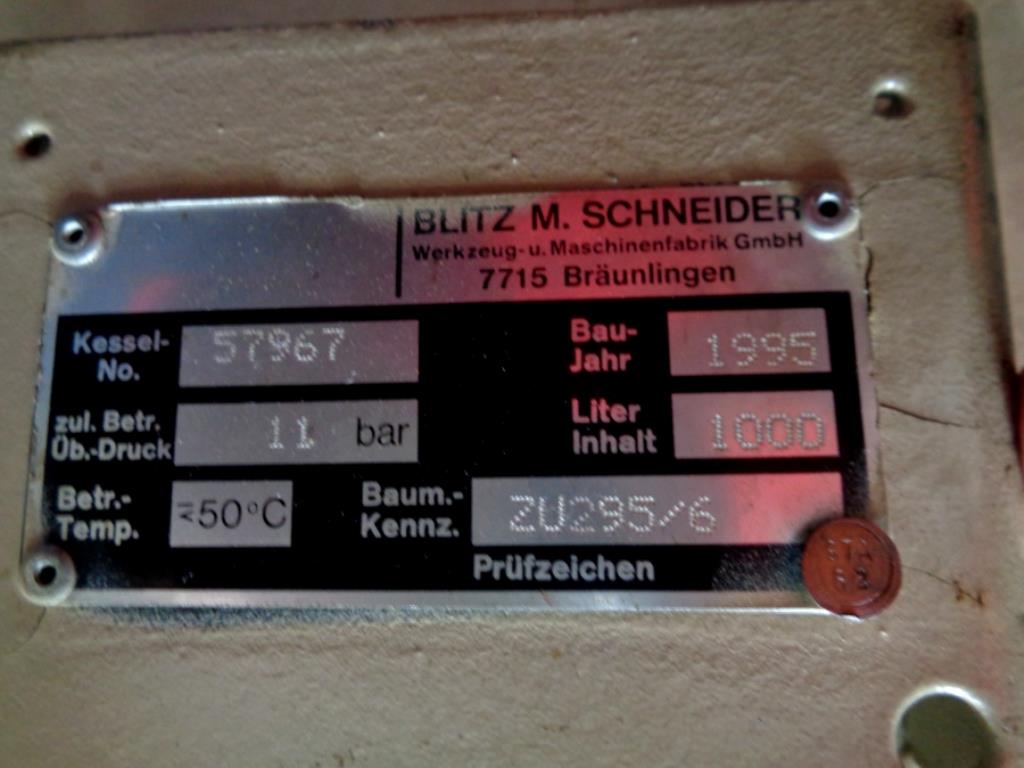 BLITZ M. SCHNEIDER
Werkzeug- u. Maschinenfabrik GmbH
7715 Bräunlingen
Kessel-
No.
57967
Bau-
Jahr
1995
zul. Betr.
Üb.-Druck
11 bar
Liter
Inhalt
1000
Betr.-
Temp.
≤50°C
Baum.-
Kennz.
ZU295/6
Prüfzeichen